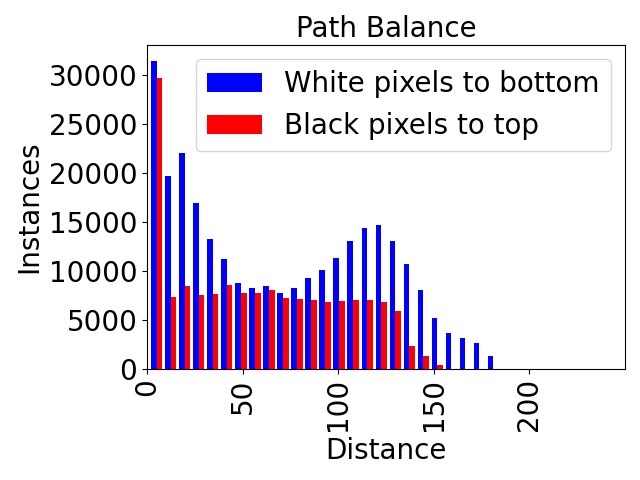 Path Balance
White pixels to bottom
Black pixels to top
Instances
30000
25000
20000
15000
10000
5000
0
0
50
100
150
200
Distance